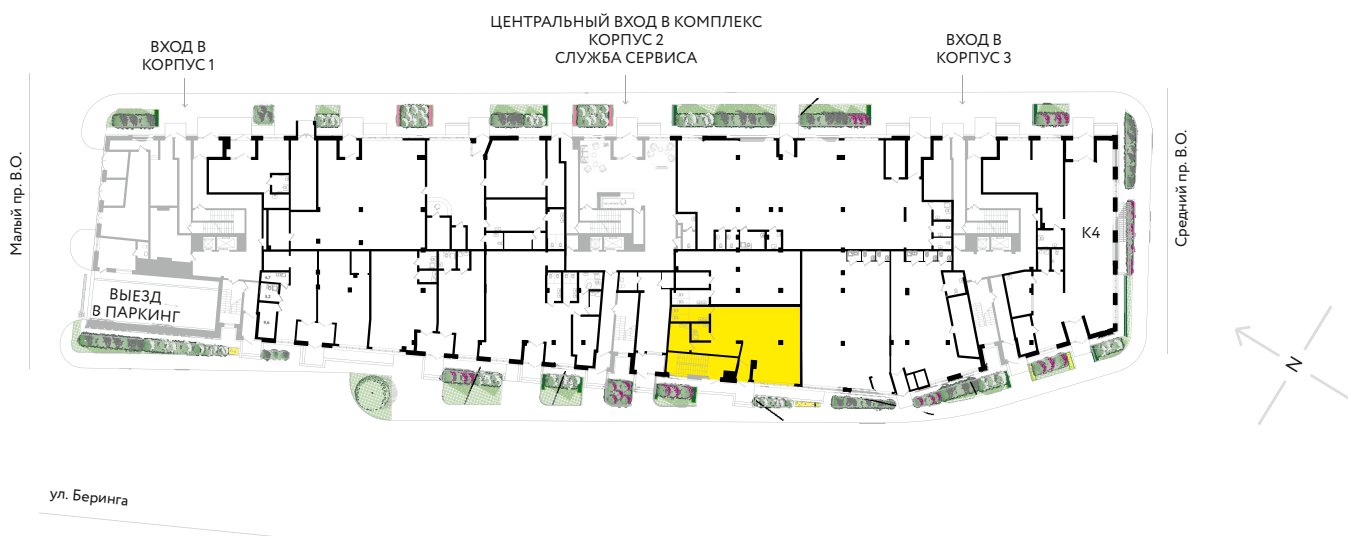 ЦЕНТРАЛЬНЫЙ ВХОД В КОМПЛЕКС
КОРПУС 2
СЛУЖБА СЕРВИСА
ВХОД В
КОРПУС 1
ВХОД В
КОРПУС 3
Малый пр. В.О.
Средний пр. В.О.
К4
ВЫЕЗД
В ПАРКИНГ
N
ул. Беринга